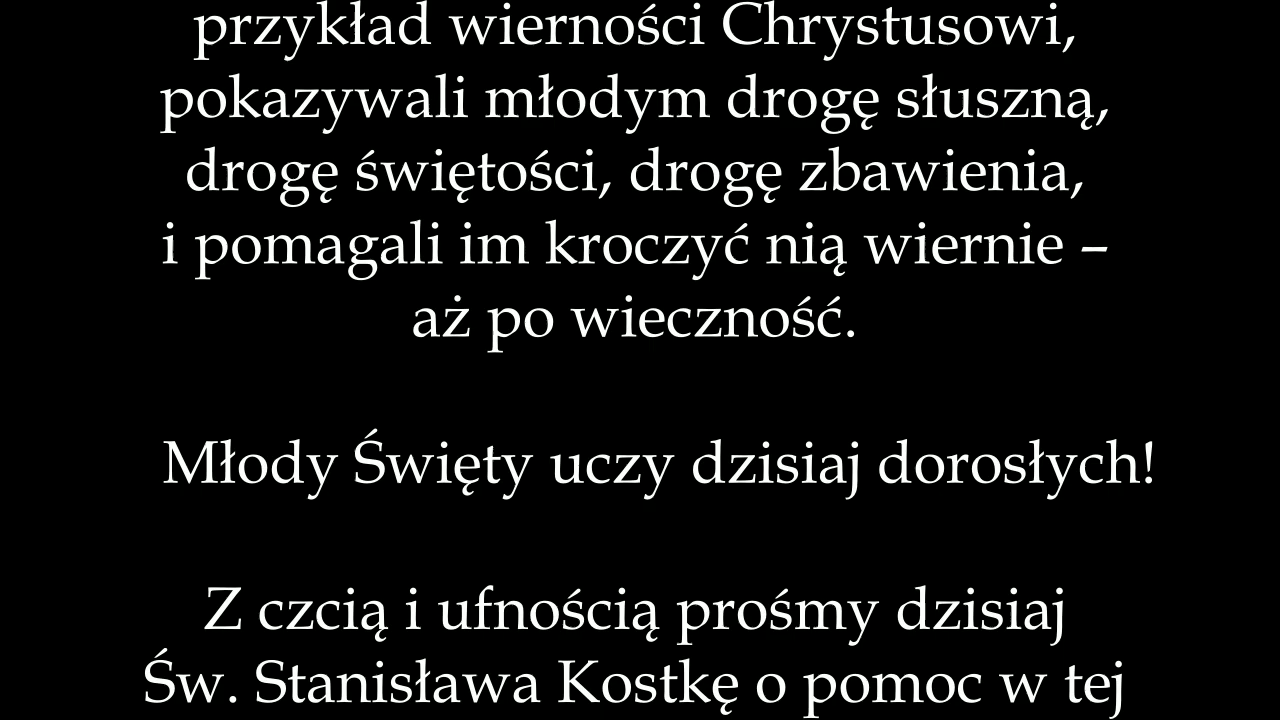 przykład wierności Chrystusowi,
pokazywali młodym drogę słuszną,
drogę świętości, drogę zbawienia,
i pomagali im kroczyć nią wiernie –
aż po wieczność.
Młody Święty uczy dzisiaj dorosłych!
Z czcią i ufnością prośmy dzisiaj
Św. Stanisława Kostkę o pomoc w tej